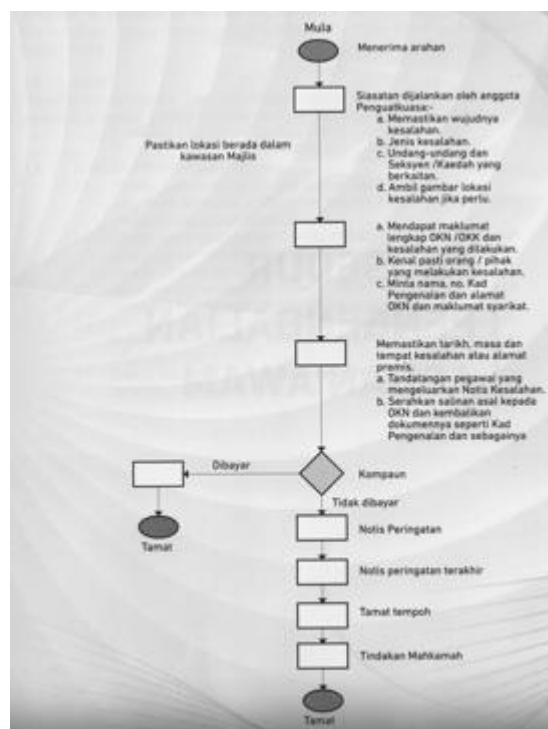 Mula
Menerima arahan
Siasatan dijalankan oleh anggota
Penguatkuasa:-
a. Memastikan wujudnya
kesalahan.
b. Jenis kesalahan.
c. Undang-undang dan
Seksyen /Kaedah yang
berkaitan.
d. Ambil gambar lokasi
kesalahan jika perlu.
Pastikan lokasi berada dalam
kawasan Majlis
a. Mendapat maklumat
lengkap OKN /OKK dan
kesalahan yang dilakukan.
b. Kenal pasti orang / pihak
yang melakukan kesalahan.
c. Minta nama, no. Kad
Pengenalan dan alamat
OKN dan maklumat syarikat.
Memastikan tarikh, masa dan
tempat kesalahan atau alamat
premis.
a. Tandatangan pegawai yang
mengeluarkan Notis Kesalahan.
b. Serahkan salinan asal kepada
OKN dan kembalikan
dokumennya seperti Kad
Pengenalan dan sebagainya
Dibayar
Kompaun
Tidak dibayar
Tamat
Notis Peringatan
Notis peringatan terakhir
Tamat tempoh
Tindakan Mahkamah
Tamat